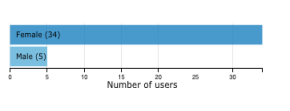 Female (34)
Male (5)
0 5 10 15 20 25 30
Number of users